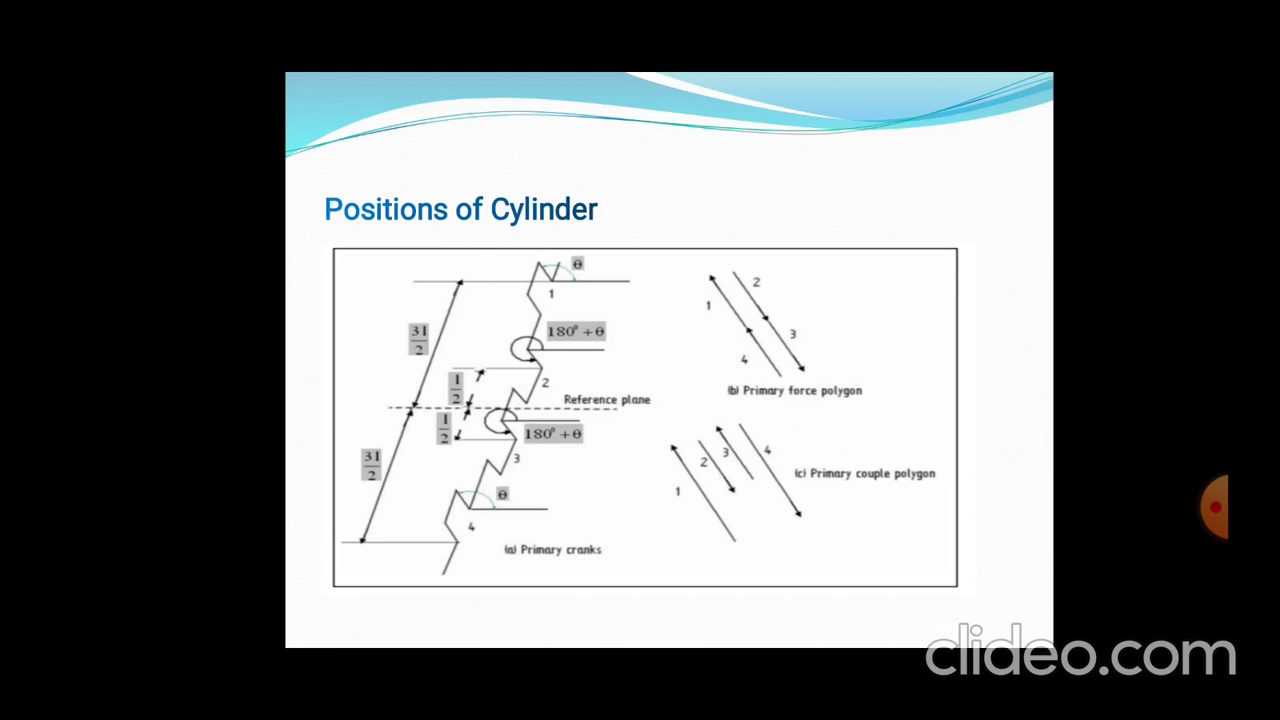 Positions of Cylinder
θ
1
3l
2
180° + θ
l
2
2
Reference plane
l
2
180° + θ
3l
2
3
θ
4
(a) Primary cranks
1
2
3
4
(b) Primary force polygon
1
2
3
4
(c) Primary couple polygon
clideo.com